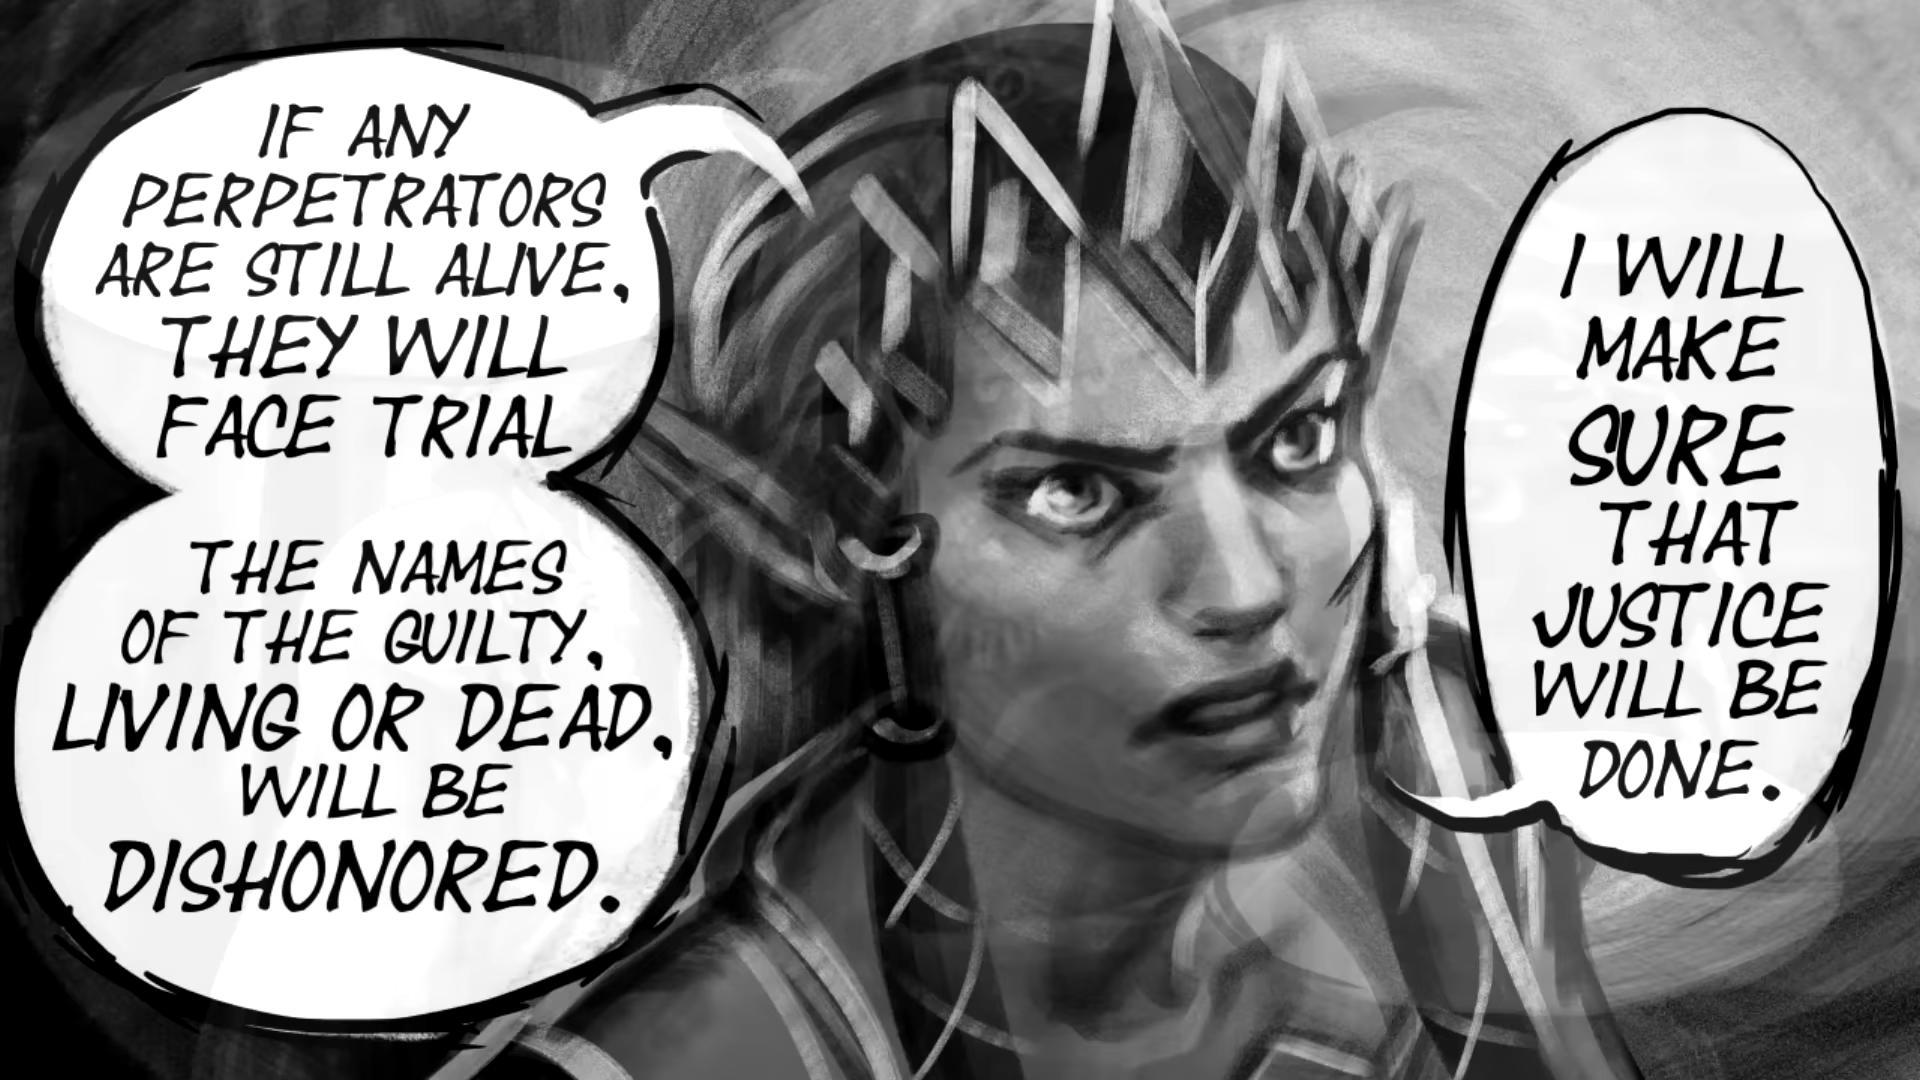 IF ANY
PERPETRATORS
ARE STILL ALIVE,
THEY WILL
FACE TRIAL
THE NAMES
OF THE GUILTY,
LIVING OR DEAD,
WILL BE
DISHONORED.
I WILL
MAKE
SURE
THAT
JUSTICE
WILL BE
DONE.